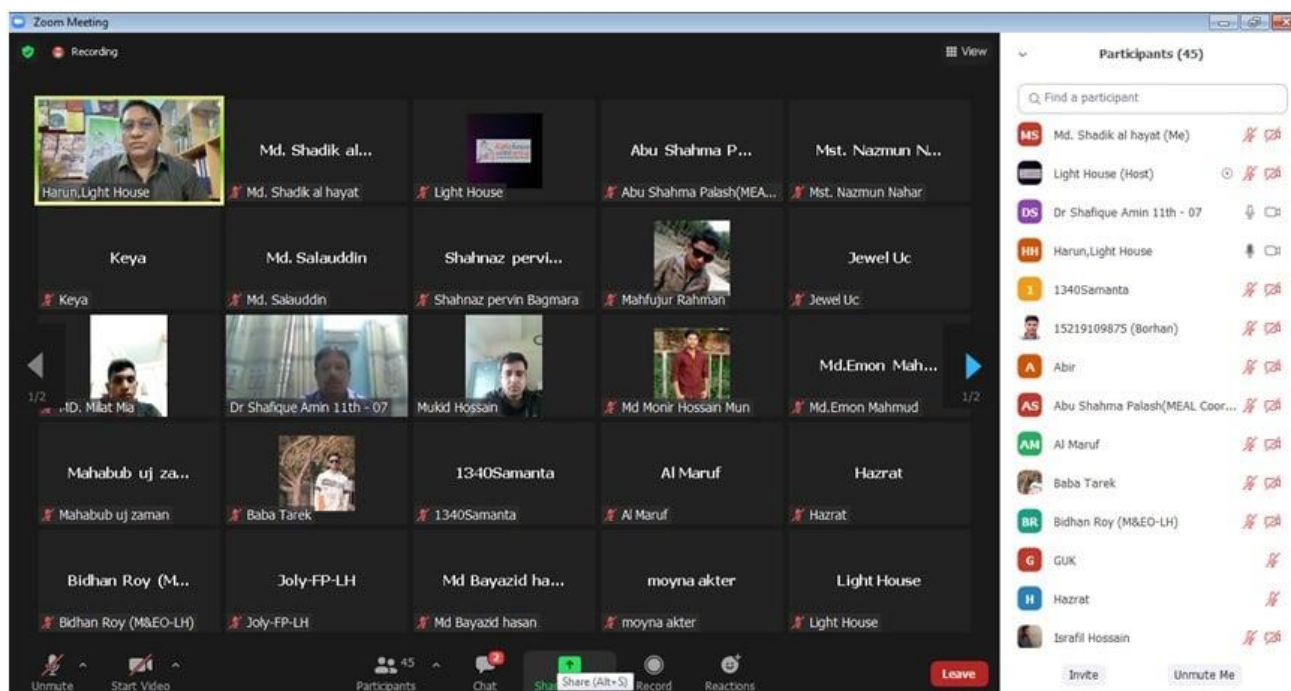 Zoom Meeting
Recording
View
Harun,Light House
Md. Shadik al...
Md. Shadik al hayat
Light House
Abu Shahma P...
Abu Shahma Palash(MEA...
Mst. Nazmun N...
Mst. Nazmun Nahar
Keya
Keya
Md. Salauddin
Md. Salauddin
Shahnaz pervi...
Shahnaz pervin Bagmara
Mahfujur Rahman
Jewel Uc
Jewel Uc
1/2
MD. Milat Mia
Dr Shafique Amin 11th - 07
Mukid Hossain
Md Monir Hossain Mun
Md.Emon Mah...
Md.Emon Mahmud
1/2
Mahabub uj za...
Mahabub uj zaman
Baba Tarek
1340Samanta
1340Samanta
Al Maruf
Al Maruf
Hazrat
Hazrat
Bidhan Roy (M...
Bidhan Roy (M&EO-LH)
Joly-FP-LH
Joly-FP-LH
Md Bayazid ha...
Md Bayazid hasan
moyna akter
moyna akter
Light House
Light House
Unmute
Start Video
45
Participants
2
Chat
Share (Alt+S)
Record
Reactions
Leave
Participants (45)
Find a participant
MS Md. Shadik al hayat (Me)
Light House (Host)
DS Dr Shafique Amin 11th - 07
HH Harun,Light House
1 1340Samanta
15219109875 (Borhan)
A Abir
AS Abu Shahma Palash(MEAL Coor...
AM Al Maruf
Baba Tarek
BR Bidhan Roy (M&EO-LH)
G GUK
H Hazrat
Israfil Hossain
Invite
Unmute Me